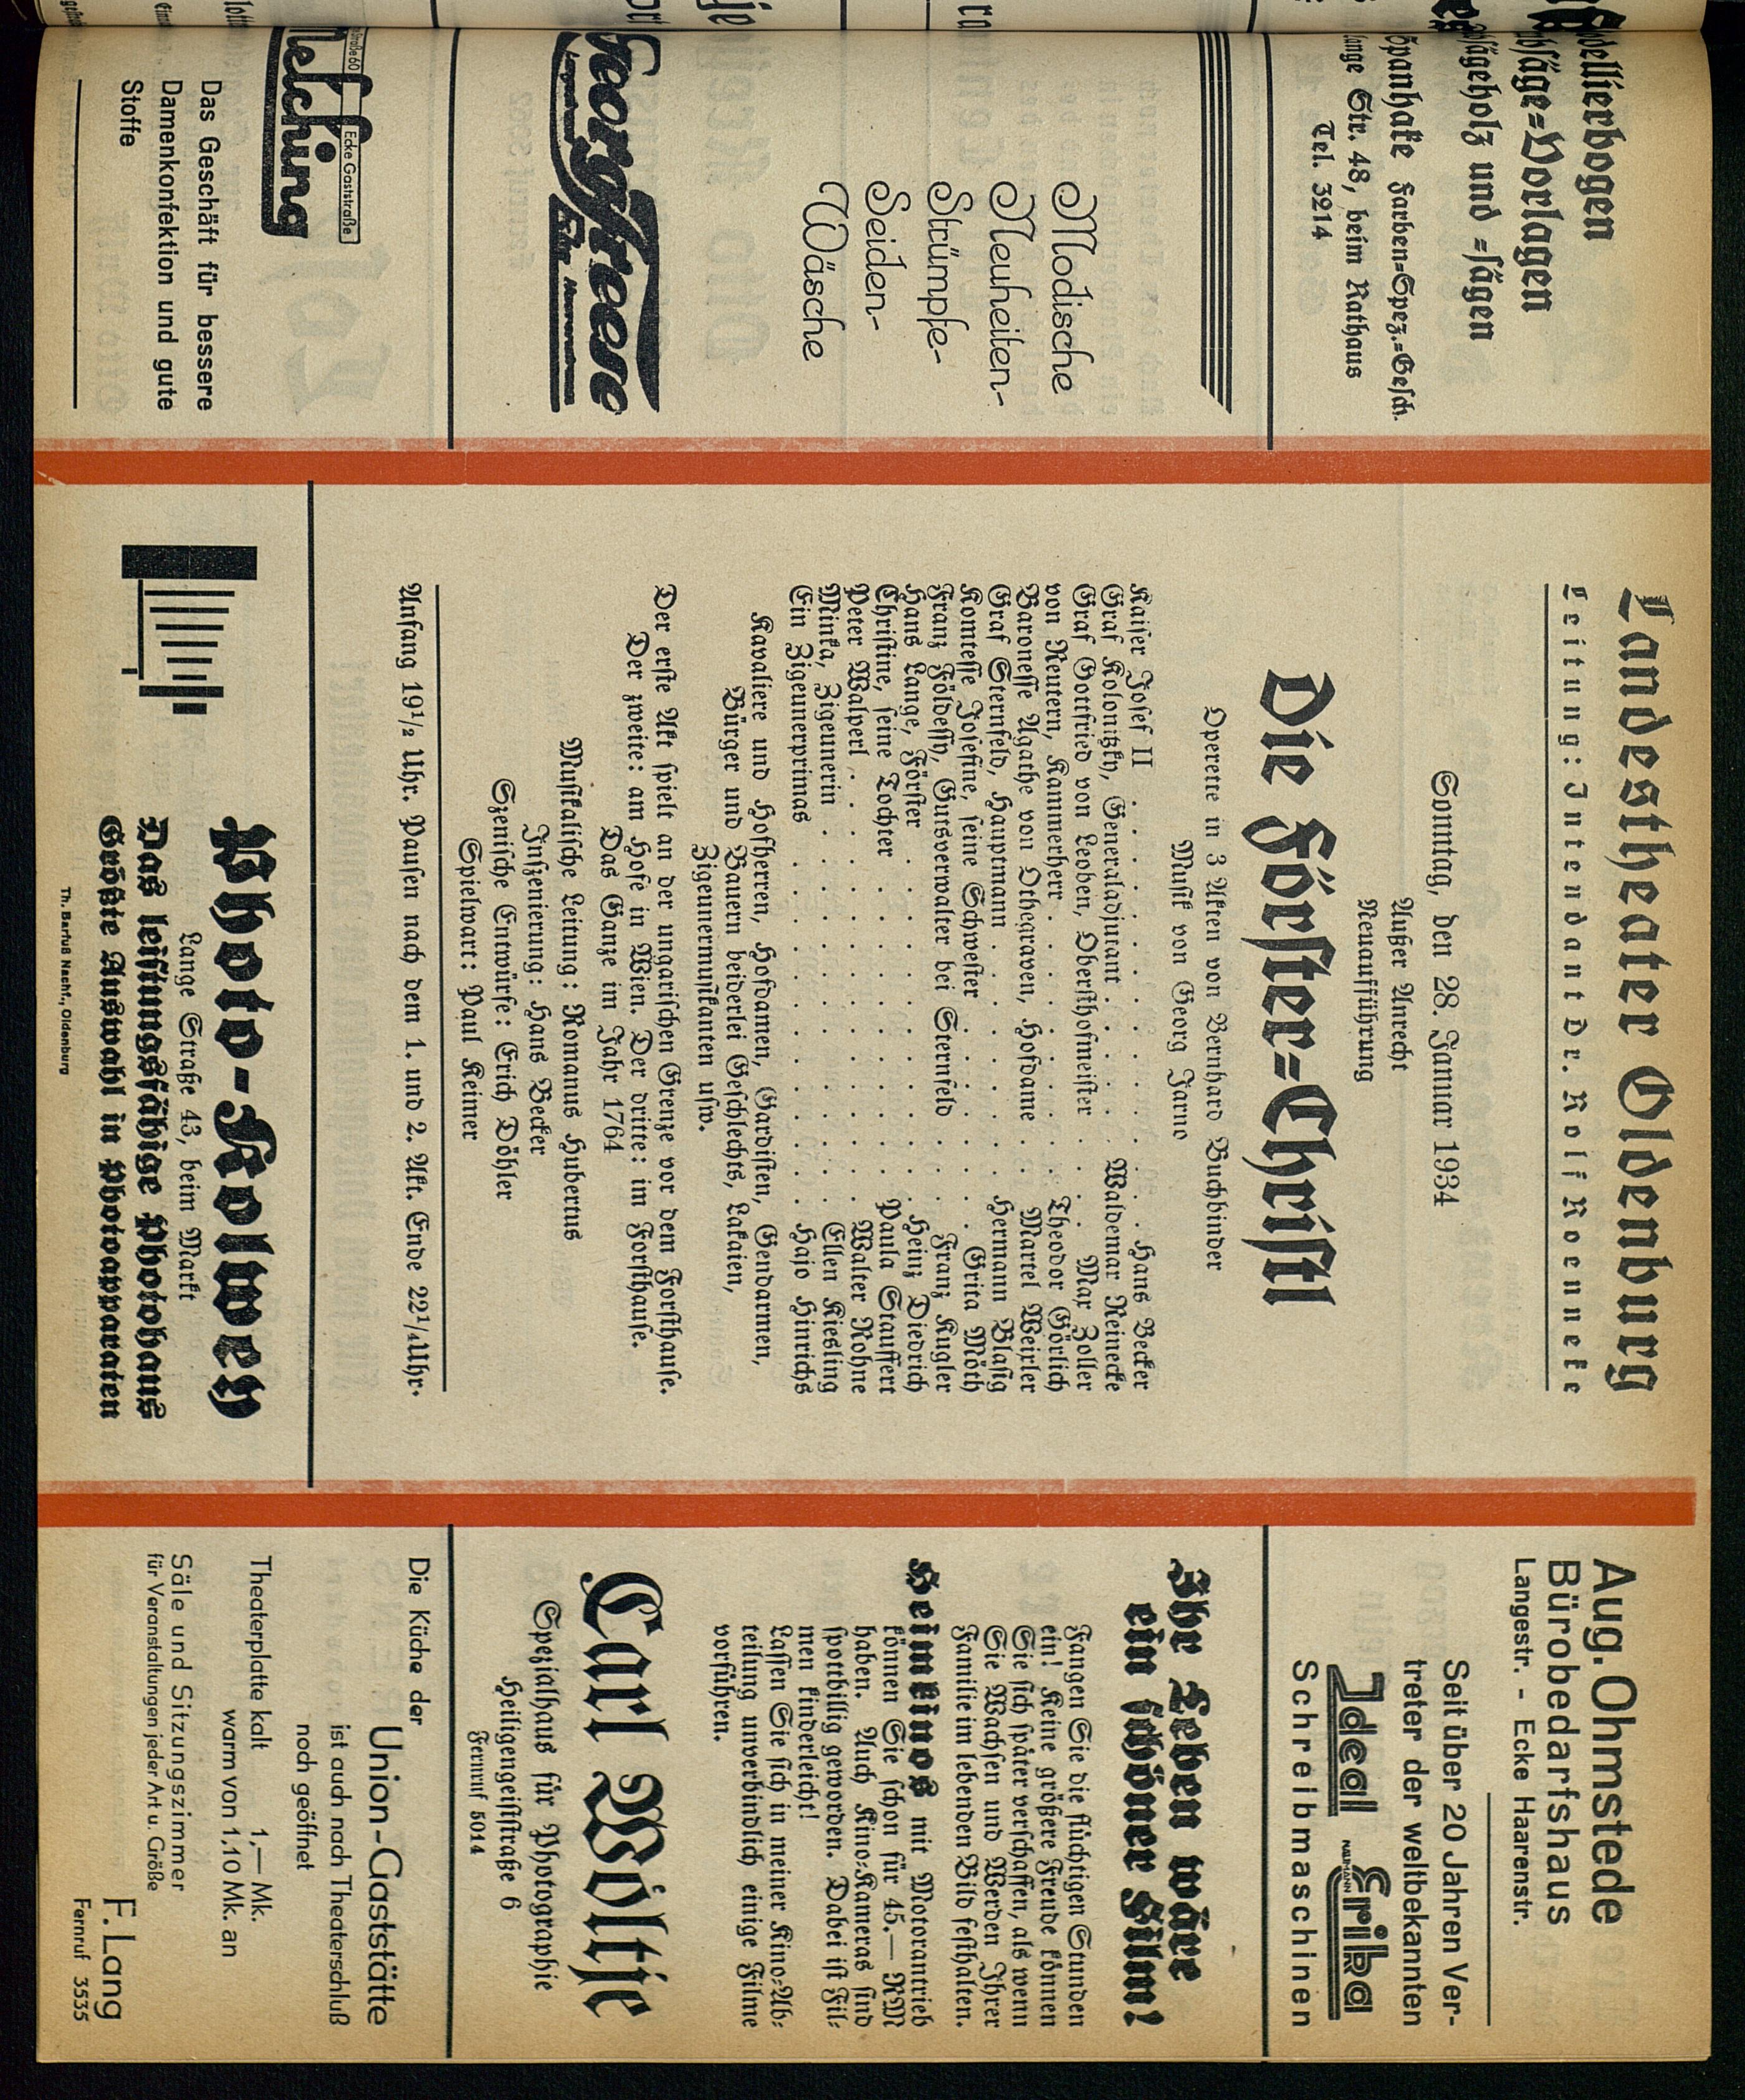 Modellierbogen
Laubsäge=Vorlagen
Laubsägeholz und =sägen
Spanhake Farben=Spez.=Gesch.
Lange Str. 48, beim Rathaus
Tel. 3214
Modische
Neuheiten-
Strümpfe-
Seiden-
Wäsche
Georg Freese
Ecke Gaststraße
Das Geschäft für bessere
Damenkonfektion und gute
Stoffe
Landestheater Oldenburg
Leitung: Intendant Dr. Rolf Roenneke
Sonntag, den 28. Januar 1934
Außer Anrecht
Neuaufführung
Die Förster=Christl
Operette in 3 Akten von Bernhard Buchbinder
Musik von Georg Jarno
Kaiser Josef II . . . . . . . . . . . Hans Becker
Graf Kolonitzky, Generaladjutant . . . . . Waldemar Reinecke
Graf Gottfried von Leoben, Obersthofmeister . . . . Max Zoller
von Reutern, Kammerherr . . . . . . . . Theodor Görlich
Baronesse Agathe von Othegraven, Hofdame . . . Martel Weixler
Graf Sternfeld, Hauptmann . . . . . . . Hermann Blasig
Komtesse Josefine, seine Schwester . . . . . . Grita Möth
Franz Földessy, Gutsverwalter bei Sternfeld . . . Franz Kugler
Hans Lange, Förster . . . . . . . . . Heinz Diedrich
Christine, seine Tochter . . . . . . . . Paula Stauffert
Peter Walperl . . . . . . . . . . . Walter Rohne
Minka, Zigeunerin . . . . . . . . . . Ellen Kiesling
Ein Zigeunerprimas . . . . . . . . . Hajo Hinrichs
Kavaliere und Hofherren, Hofdamen, Gardisten, Gendarmen,
Bürger und Bauern beiderlei Geschlechts, Lakaien,
Zigeunermusikanten usw.
Der erste Akt spielt an der ungarischen Grenze vor dem Forsthause.
Der zweite: am Hofe in Wien. Der dritte: im Forsthause.
Das Ganze im Jahr 1764
Musikalische Leitung: Romanus Hubertus
Inszenierung: Hans Becker
Szenische Entwürfe: Erich Döhler
Spielwart: Paul Keimer
Anfang 19½ Uhr. Pausen nach dem 1. und 2. Akt. Ende 22¼ Uhr.
Photo-Kolwey
Lange Straße 43, beim Markt
Das leistungsfähige Photohaus
Größte Auswahl in Photoapparaten
Th. Barfuß Nachf., Oldenburg
Aug. Ohmstede
Bürobedarfshaus
Langestr. - Ecke Haarenstr.
Seit über 20 Jahren Ver-
treter der weltbekannten
Ideal NAUMANN Erika
Schreibmaschinen
Ihr Leben wäre
ein schöner Film!
Fangen Sie die flüchtigen Stunden
ein! Keine größere Freude können
Sie sich später verschaffen, als wenn
Sie Wachsen und Werden Ihrer
Familie im lebenden Bild festhalten.
Heimkinos mit Motorantrieb
können Sie schon für 45.— RM
haben. Auch Kino=Kameras sind
spottbillig geworden. Dabei ist Fil=
men kinderleicht!
Lassen Sie sich in meiner Kino=Ab=
teilung unverbindlich einige Filme
vorführen.
Carl Wöltje
Spezialhaus für Photographie
Heiligengeiststraße 6
Fernruf 5014
Die Küche der
Union-Gaststätte
ist auch nach Theaterschluß
noch geöffnet
Theaterplatte kalt 1,— Mk.
warm von 1,10 Mk. an
Säle und Sitzungszimmer
für Veranstaltungen jeder Art u. Größe
F. Lang
Fernruf 3535